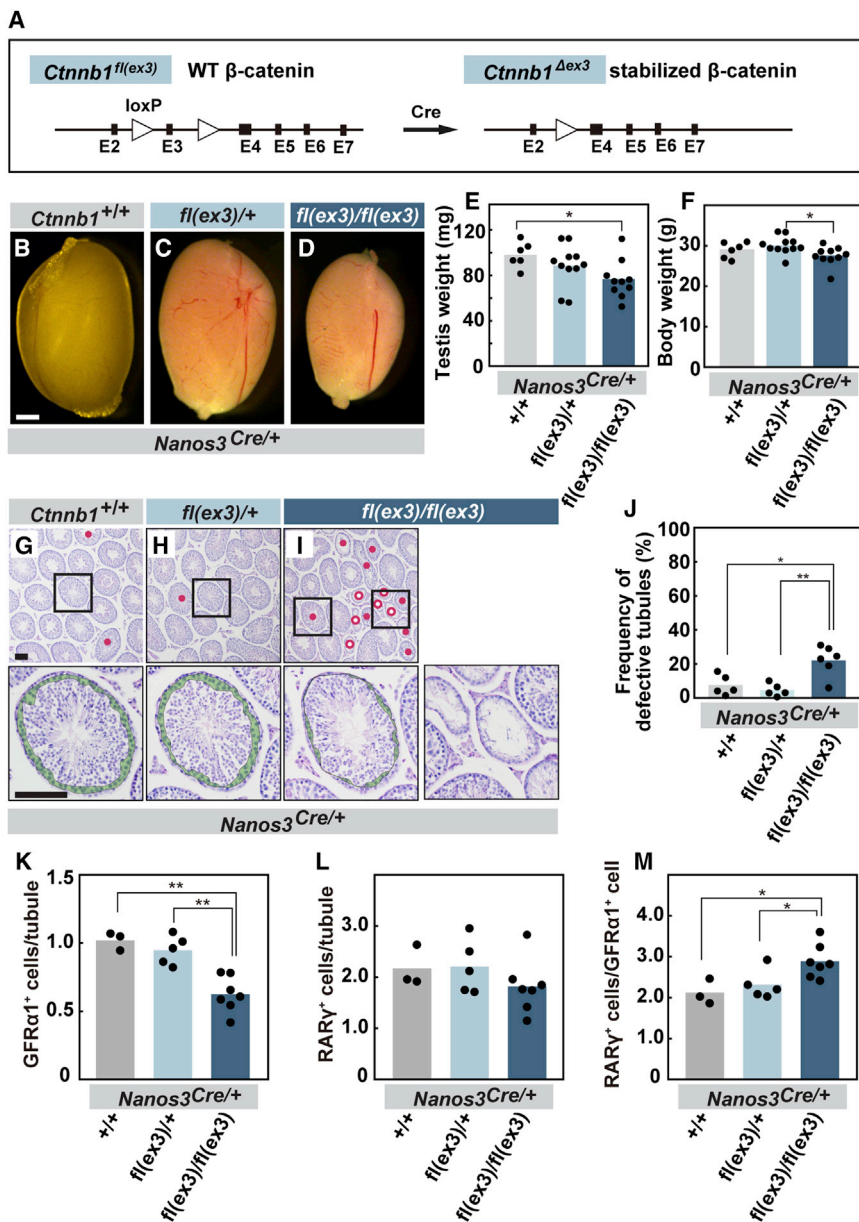 A
Ctnnb1fl(ex3) WT β-catenin
Ctnnb1Δex3 stabilized β-catenin
loxP
Cre
E2 E3 E4 E5 E6 E7
E2 E4 E5 E6 E7
Ctnnb1+/+ fl(ex3)/+ fl(ex3)/fl(ex3)
B C D
Nanos3Cre/+
E
Testis weight (mg)
120
80
40
0
*
Nanos3Cre/+
+/+
fl(ex3)/+
fl(ex3)/fl(ex3)
F
Body weight (g)
40
30
20
10
0
*
Nanos3Cre/+
+/+
fl(ex3)/+
fl(ex3)/fl(ex3)
Ctnnb1+/+ fl(ex3)/+ fl(ex3)/fl(ex3)
G H I
Nanos3Cre/+
J
Frequency of
defective tubules (%)
100
80
60
40
20
0
*
**
Nanos3Cre/+
+/+
fl(ex3)/+
fl(ex3)/fl(ex3)
K
GFRα1+ cells/tubule
1.5
1.0
0.5
0
**
**
Nanos3Cre/+
+/+
fl(ex3)/+
fl(ex3)/fl(ex3)
L
RARγ+ cells/tubule
3.0
2.0
1.0
0
Nanos3Cre/+
+/+
fl(ex3)/+
fl(ex3)/fl(ex3)
M
RARγ+ cells/GFRα1+ cell
5.0
4.0
3.0
2.0
1.0
0
*
*
Nanos3Cre/+
+/+
fl(ex3)/+
fl(ex3)/fl(ex3)